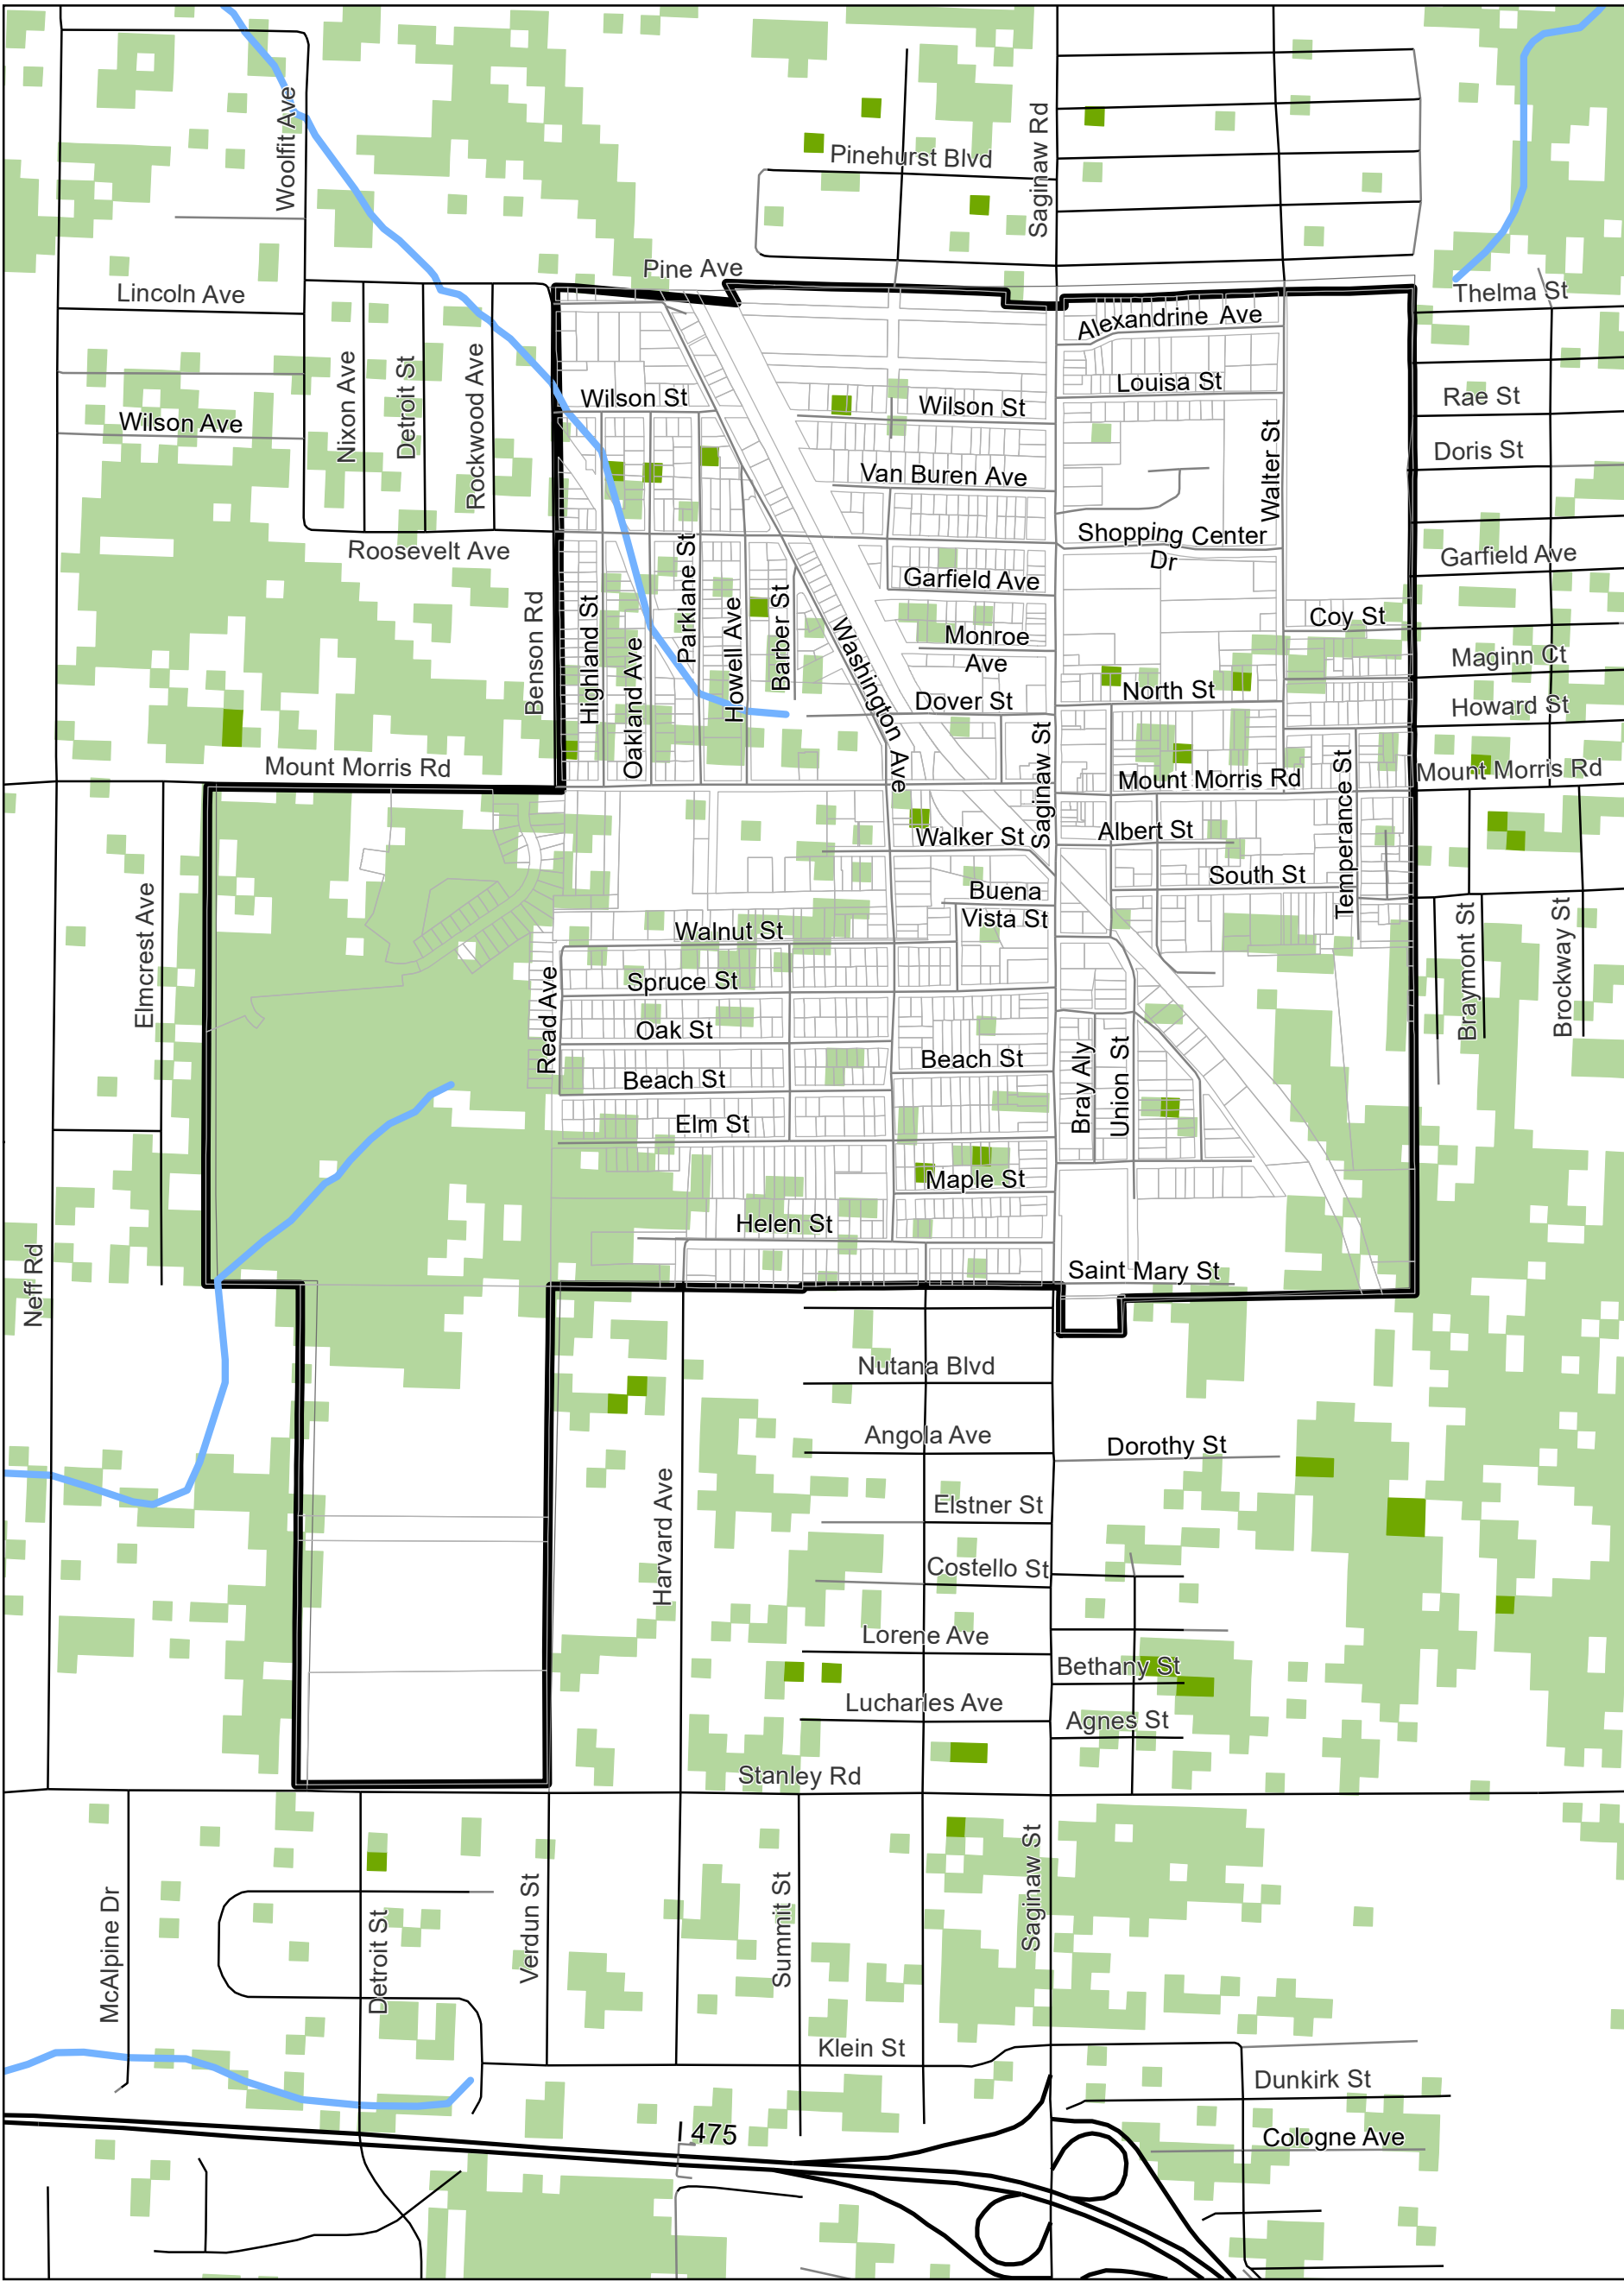 Woolfit Ave
Saginaw Rd
Pinehurst Blvd
Pine Ave
Lincoln Ave
Thelma St
Alexandrine Ave
Louisa St
Nixon Ave
Detroit St
Rockwood Ave
Wilson St
Wilson St
Rae St
Wilson Ave
Walter St
Doris St
Van Buren Ave
Shopping Center
Dr
Roosevelt Ave
Garfield Ave
Garfield Ave
Benson Rd
Highland St
Oakland Ave
Parklane St
Howell Ave
Barber St
Washington Ave
Coy St
Monroe
Ave
Maginn Ct
North St
Dover St
Howard St
Mount Morris Rd
Saginaw St
Mount Morris Rd
Temperance St
Mount Morris Rd
Walker St
Albert St
South St
Buena
Vista St
Elmcrest Ave
Walnut St
Braymont St
Brockway St
Read Ave
Spruce St
Oak St
Beach St
Beach St
Bray Aly
Union St
Elm St
Maple St
Helen St
Neff Rd
Saint Mary St
Nutana Blvd
Angola Ave
Dorothy St
Harvard Ave
Elstner St
Costello St
Lorene Ave
Bethany St
Lucharles Ave
Agnes St
Stanley Rd
McAlpine Dr
Detroit St
Verdun St
Summit St
Saginaw St
Klein St
Dunkirk St
I 475
Cologne Ave